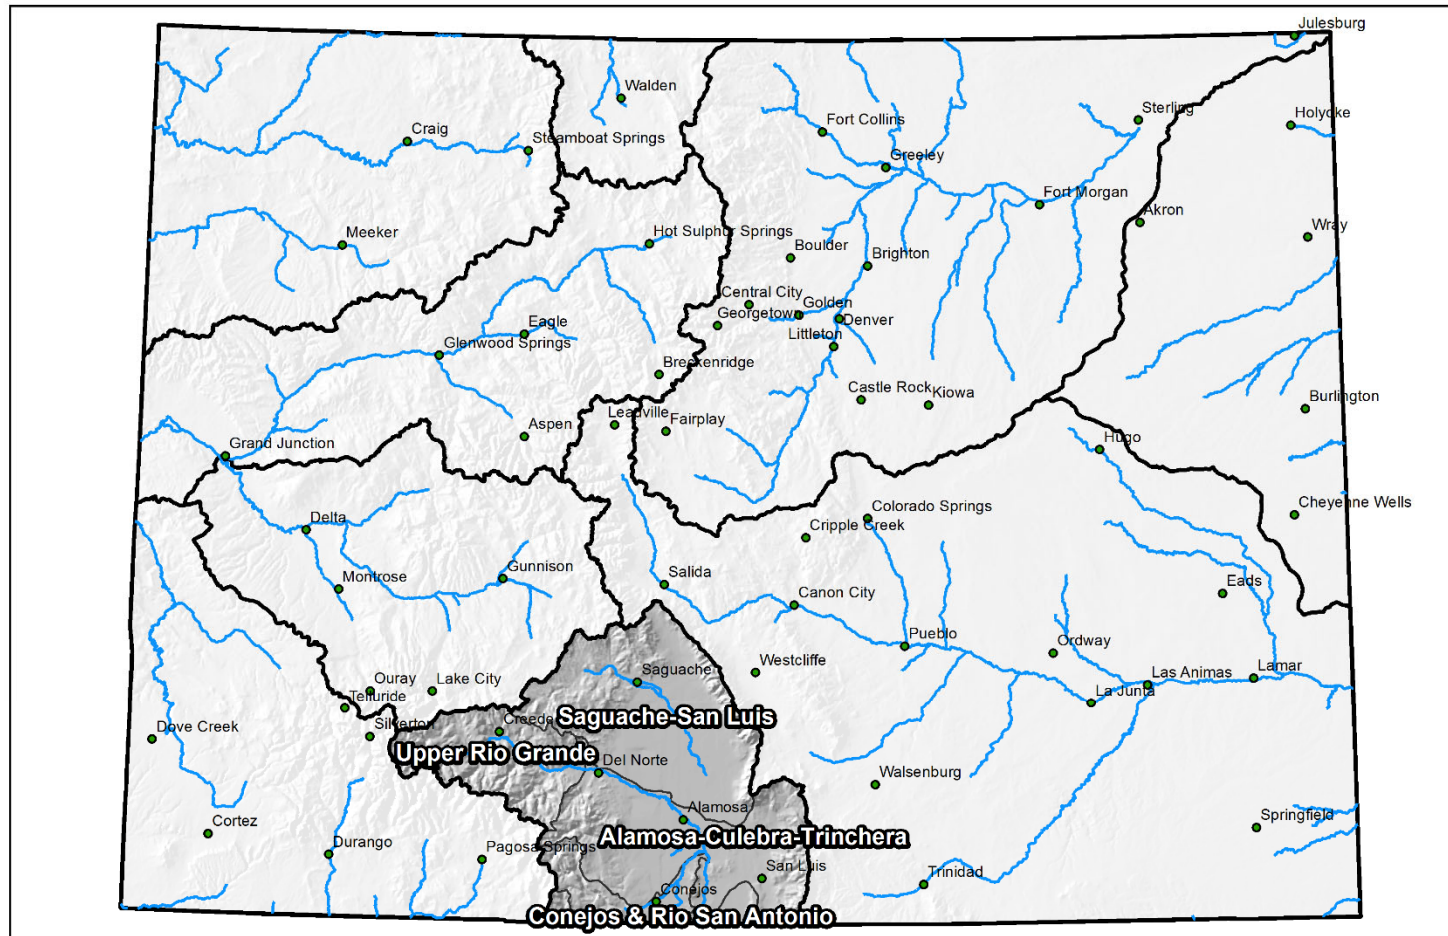 Julesburg
Walden
Holyoke
Sterling
Fort Collins
Craig
Steamboat Springs
Greeley
Fort Morgan
Akron
Wray
Meeker
Hot Sulphur Springs
Boulder
Brighton
Central City
Golden
Georgetown
Denver
Eagle
Littleton
Glenwood Springs
Breckenridge
Castle Rock
Kiowa
Burlington
Leadville
Aspen
Fairplay
Hugo
Grand Junction
Cheyenne Wells
Colorado Springs
Delta
Cripple Creek
Gunnison
Montrose
Salida
Eads
Canon City
Pueblo
Ordway
Saguache
Westcliffe
Lamar
Las Animas
Ouray
Lake City
La Junta
Telluride
Saguache-San Luis
Dove Creek
Silverton
Creede
Upper Rio Grande
Del Norte
Walsenburg
Alamosa
Springfield
Cortez
Alamosa-Culebra-Trinchera
Durango
Pagosa Springs
San Luis
Trinidad
Conejos
Conejos & Rio San Antonio